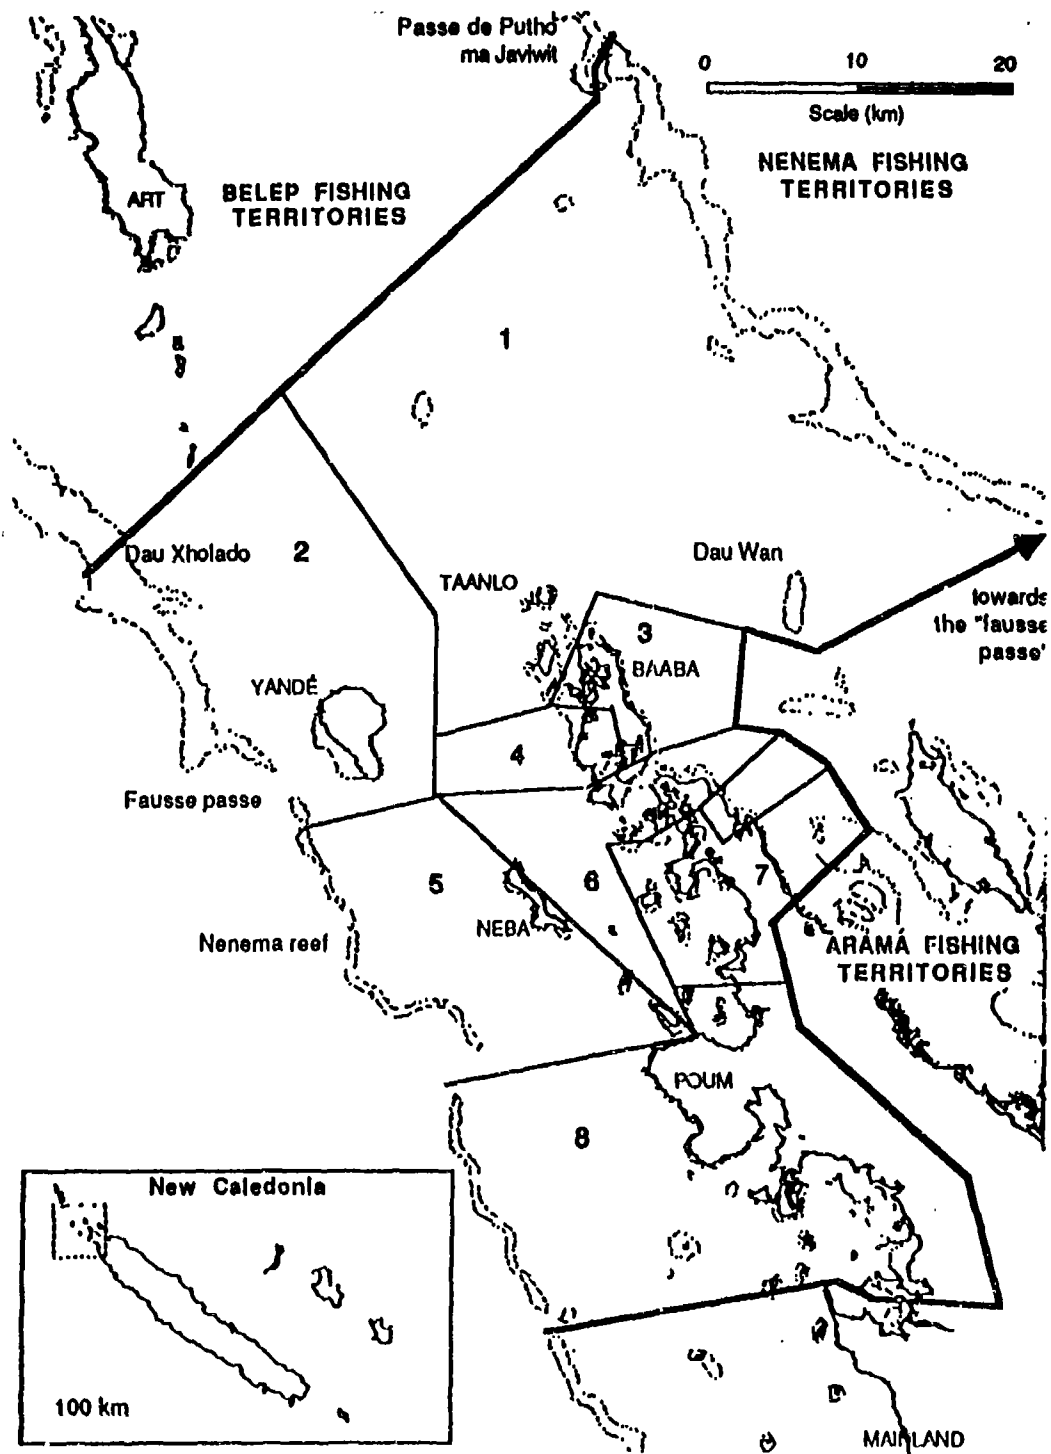 Passe de Putho
ma Javiwit
0 10 20
Scale (km)
NENEMA FISHING
TERRITORIES
BELEP FISHING
TERRITORIES
ART
1
2
Dau Xholado
Dau Wan
TAANLO
towards
the "fausse
passe"
3
BAABA
YANDÉ
4
Fausse passe
5
6
7
NEBA
Nenema reef
ARAMA FISHING
TERRITORIES
POUM
8
New Caledonia
100 km
MAINLAND